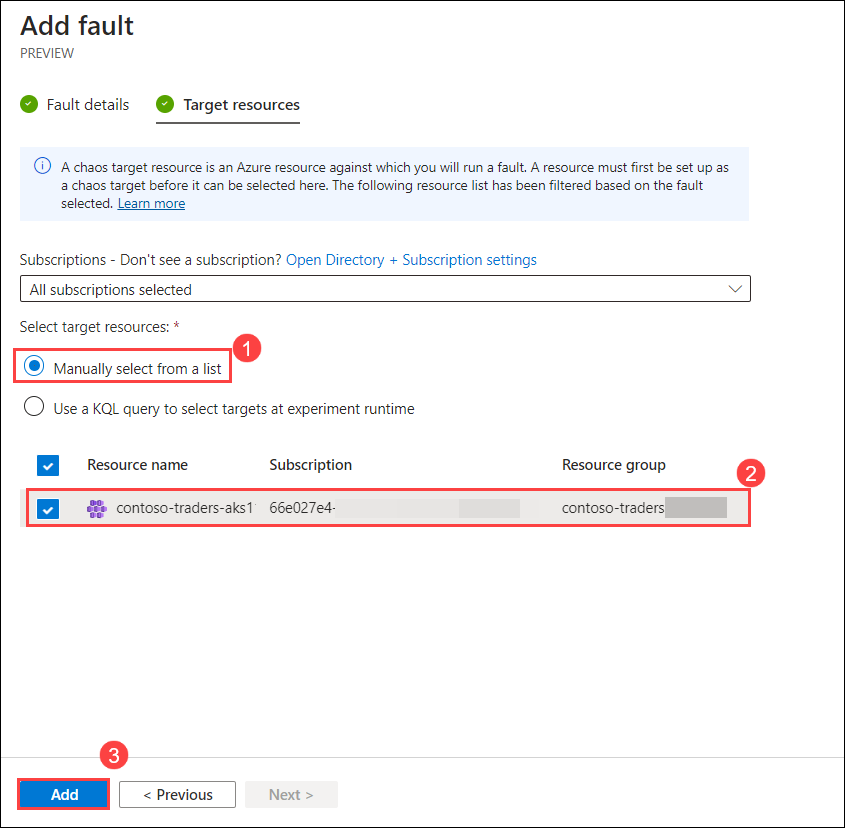 Add fault
PREVIEW
Fault details
Target resources
A chaos target resource is an Azure resource against which you will run a fault. A resource must first be set up as
a chaos target before it can be selected here. The following resource list has been filtered based on the fault
selected. Learn more
Subscriptions - Don't see a subscription? Open Directory + Subscription settings
All subscriptions selected
Select target resources: *
1
Manually select from a list
Use a KQL query to select targets at experiment runtime
Resource name Subscription Resource group
2
contoso-traders-aks1 66e027e4- contoso-traders
3
Add < Previous Next >